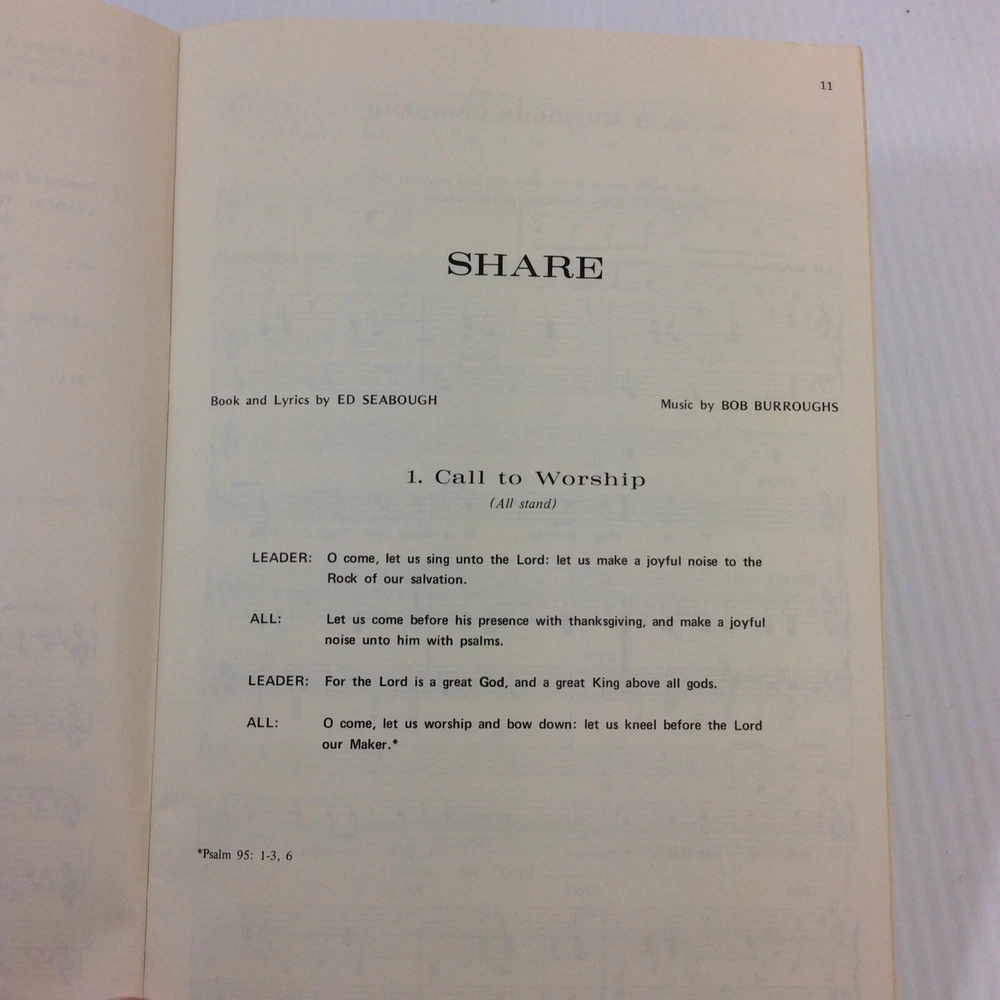 11
SHARE
Book and Lyrics by ED SEABOUGH
Music by BOB BURROUGHS
1. Call to Worship
(All stand)
LEADER: O come, let us sing unto the Lord: let us make a joyful noise to the
Rock of our salvation.
ALL: Let us come before his presence with thanksgiving, and make a joyful
noise unto him with psalms.
LEADER: For the Lord is a great God, and a great King above all gods.
ALL: O come, let us worship and bow down: let us kneel before the Lord
our Maker.*
*Psalm 95: 1-3, 6